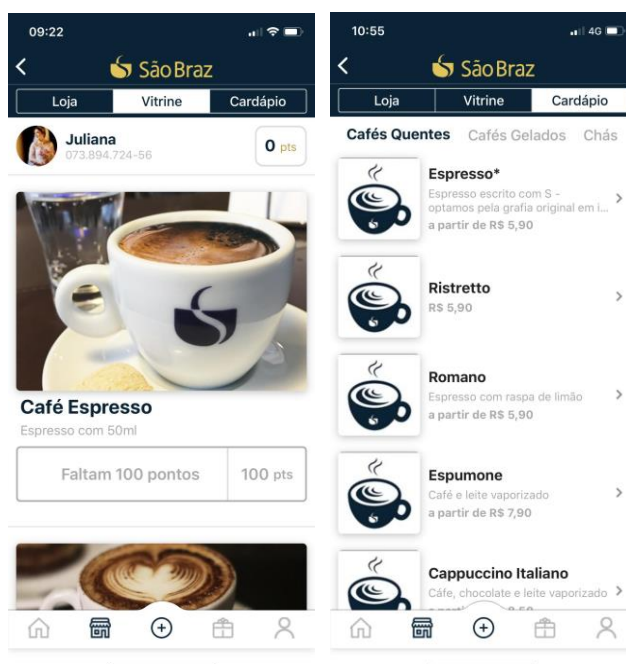 09:22
São Braz
Loja Vitrine Cardápio
Juliana
073.894.724-56
0 pts
Café Espresso
Espresso com 50ml
Faltam 100 pontos 100 pts
10:55
4G
São Braz
Loja Vitrine Cardápio
Cafés Quentes Cafés Gelados Chás
Espresso*
Espresso escrito com S -
optamos pela grafia original em i...
a partir de R$ 5,90
Ristretto
R$ 5,90
Romano
Espresso com raspa de limão
a partir de R$ 5,90
Espumone
Café e leite vaporizado
a partir de R$ 7,90
Cappuccino Italiano
Cáfe, chocolate e leite vaporizado